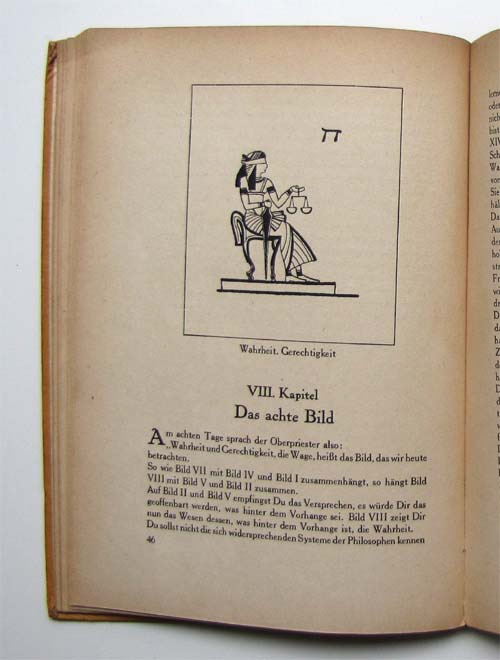 ח
Wahrheit. Gerechtigkeit
VIII. Kapitel
Das achte Bild
Am achten Tage sprach der Oberpriester also:
„Wahrheit und Gerechtigkeit, die Wage, heißt das Bild, das wir heute
betrachten.
So wie Bild VII mit Bild IV und Bild I zusammenhängt, so hängt Bild
VIII mit Bild V und Bild II zusammen.
Auf Bild II und Bild V empfingst Du das Versprechen, es würde Dir das
geoffenbart werden, was hinter dem Vorhange sei. Bild VIII zeigt Dir
nun das Wesen dessen, was hinter dem Vorhange ist, die Wahrheit.
Du sollst nicht die sich widersprechenden Systeme der Philosophen kennen
46